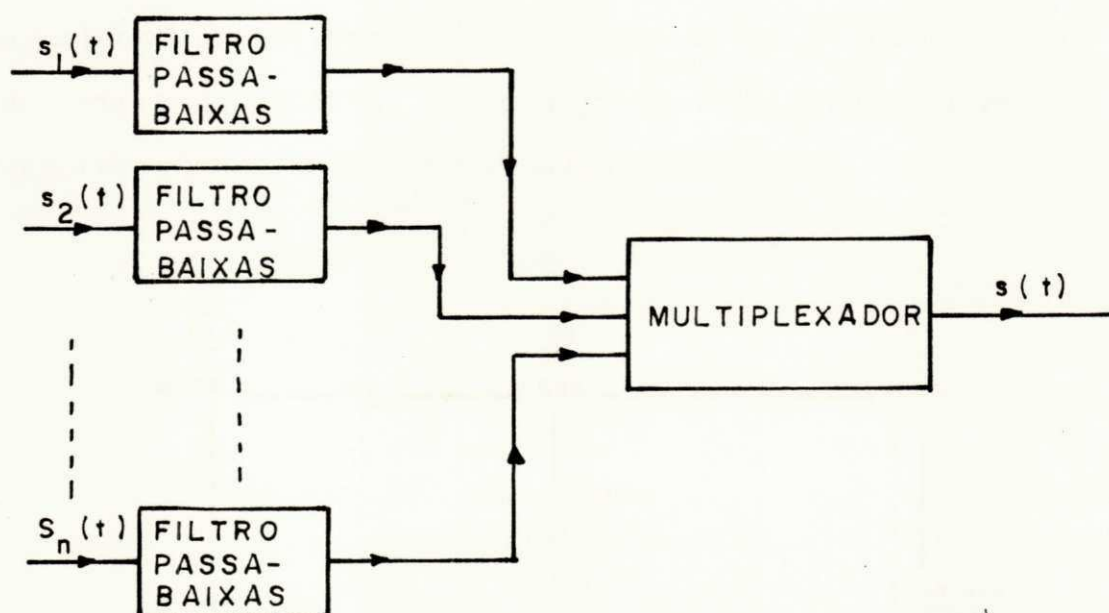 s₁(t)
FILTRO
PASSA-
BAIXAS
s₂(t)
FILTRO
PASSA-
BAIXAS
MULTIPLEXADOR
s(t)
Sₙ(t)
FILTRO
PASSA-
BAIXAS